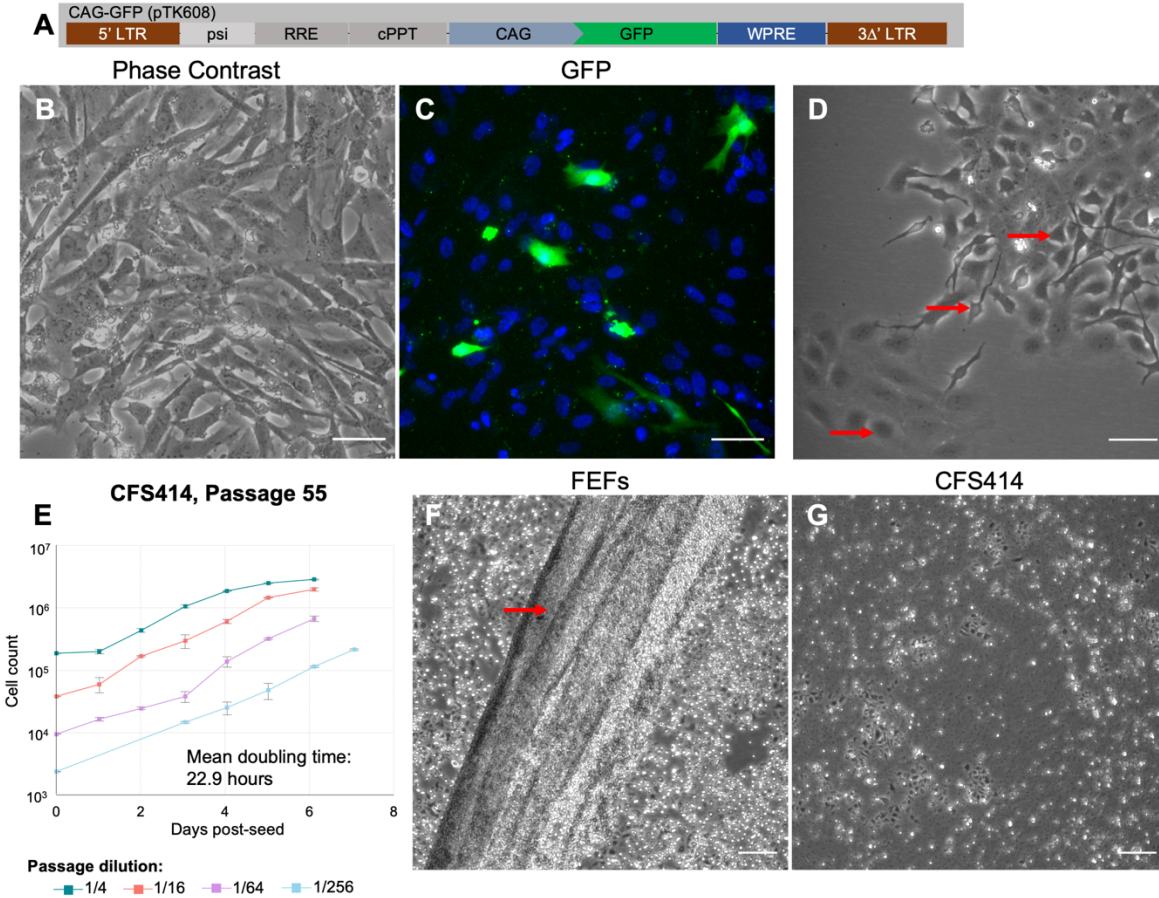 A
CAG-GFP (pTK608)
5' LTR psi RRE cPPT CAG GFP WPRE 3Δ' LTR
Phase Contrast GFP
B C D
CFS414, Passage 55 FEFs CFS414
E F G
10⁷
10⁶
10⁵
10⁴
10³
Cell count
Mean doubling time:
22.9 hours
0 2 4 6 8
Days post-seed
Passage dilution:
1/4 1/16 1/64 1/256